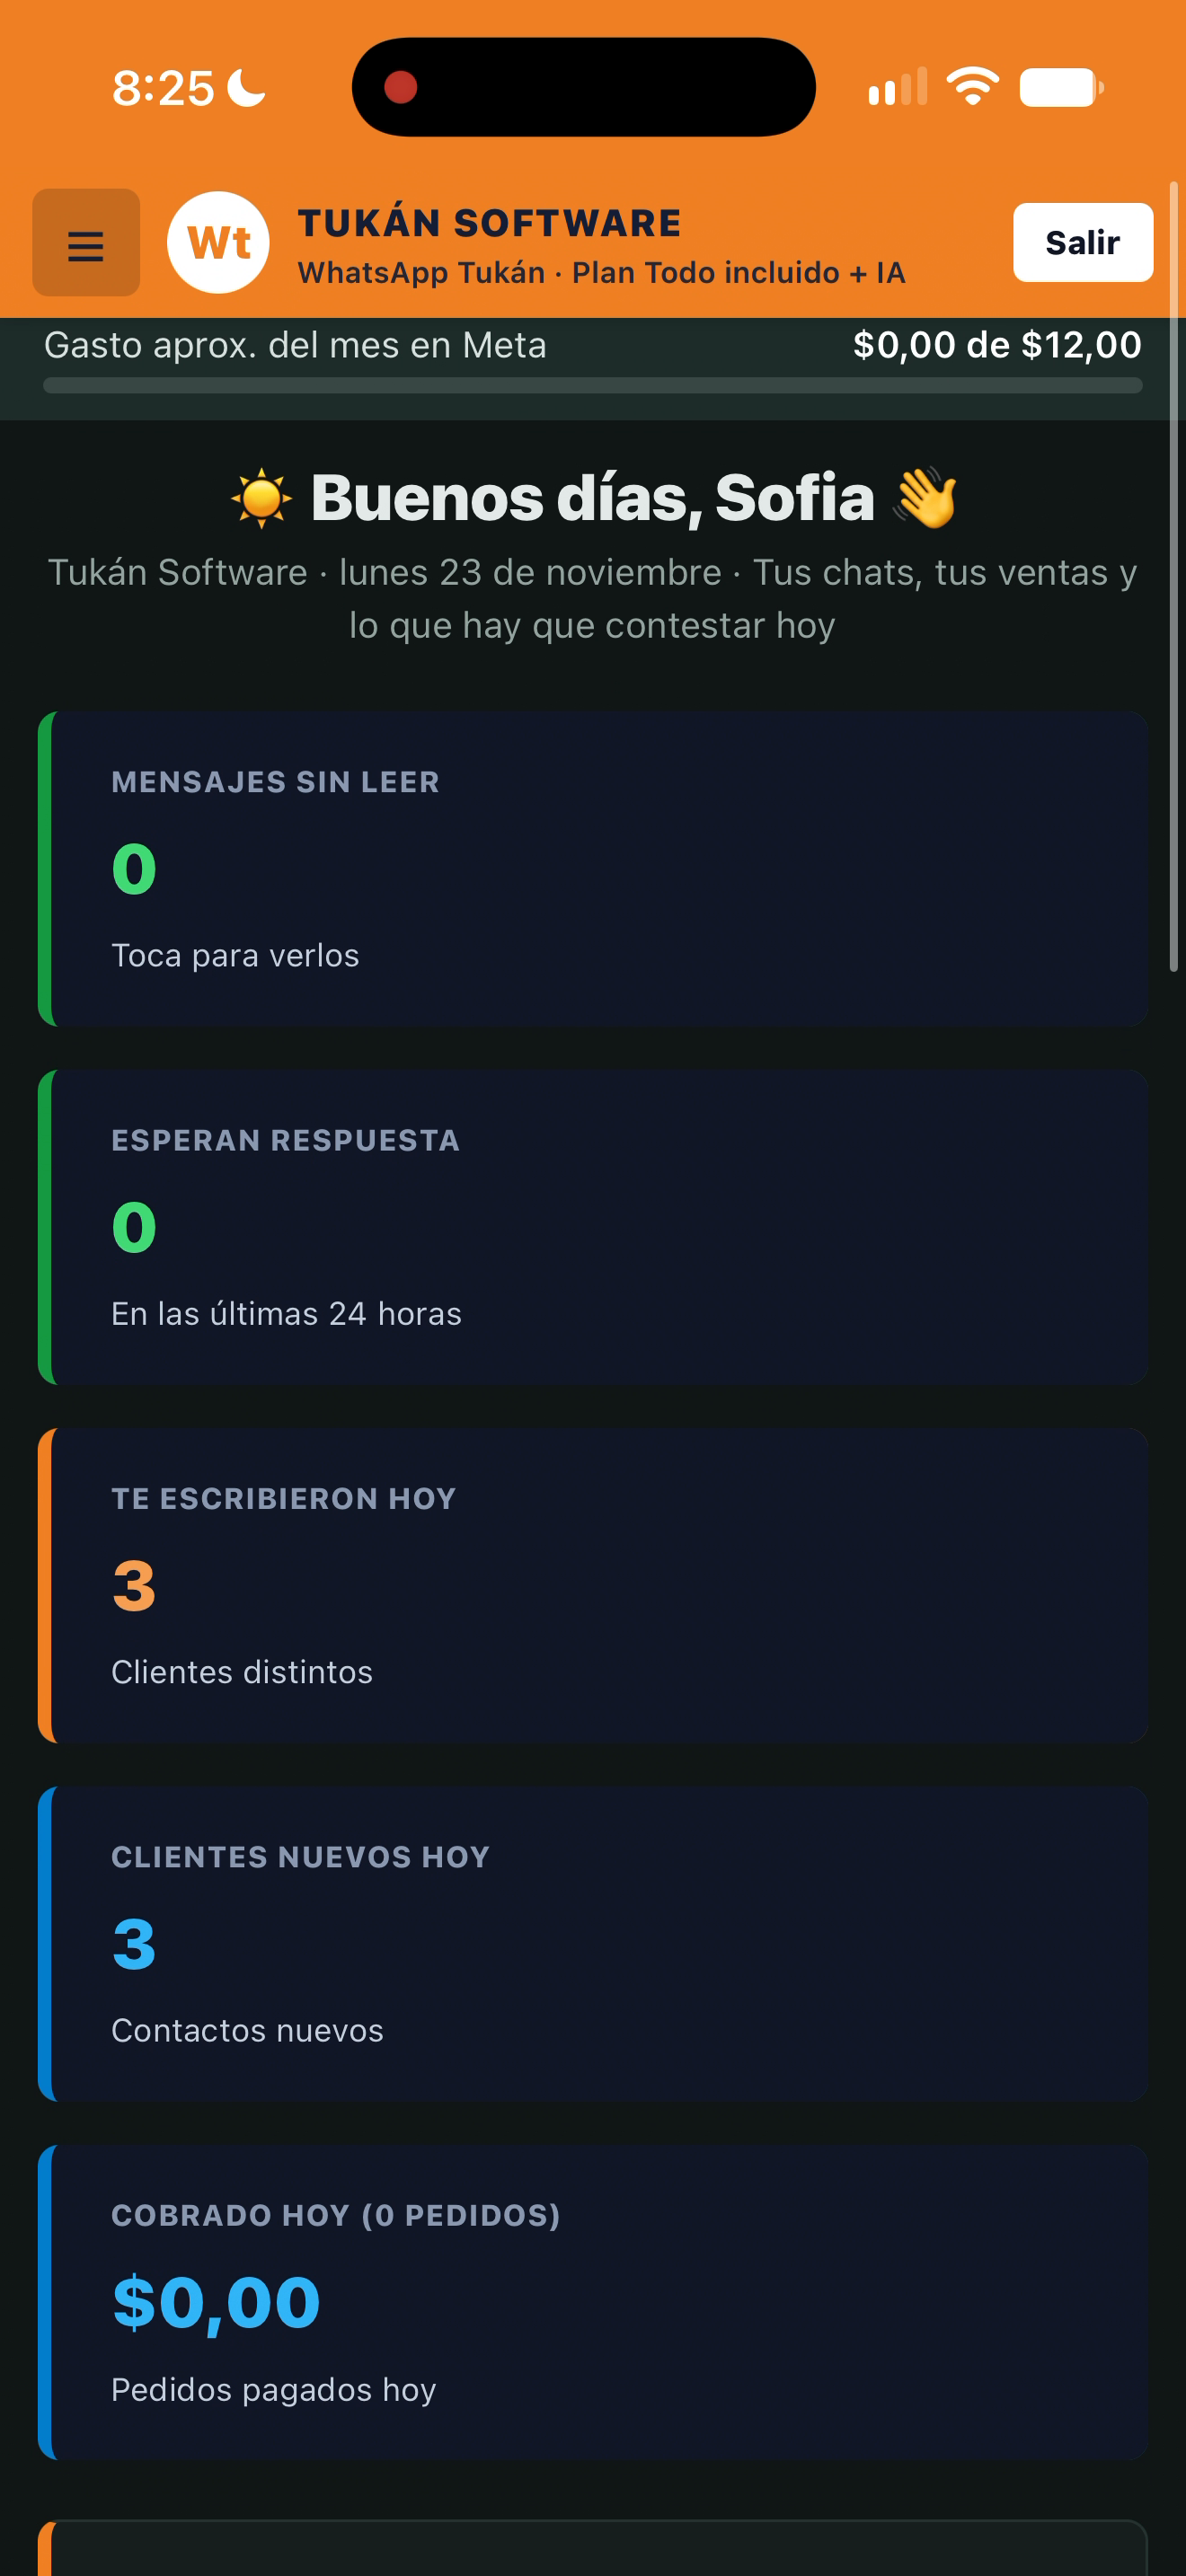 8:25
Wt
TUKÁN SOFTWARE
WhatsApp Tukán · Plan Todo incluido + IA
Salir
Gasto aprox. del mes en Meta
$0,00 de $12,00
☀️ Buenos días, Sofia 👋
Tukán Software · lunes 23 de noviembre · Tus chats, tus ventas y
lo que hay que contestar hoy
MENSAJES SIN LEER
0
Toca para verlos
ESPERAN RESPUESTA
0
En las últimas 24 horas
TE ESCRIBIERON HOY
3
Clientes distintos
CLIENTES NUEVOS HOY
3
Contactos nuevos
COBRADO HOY (0 PEDIDOS)
$0,00
Pedidos pagados hoy